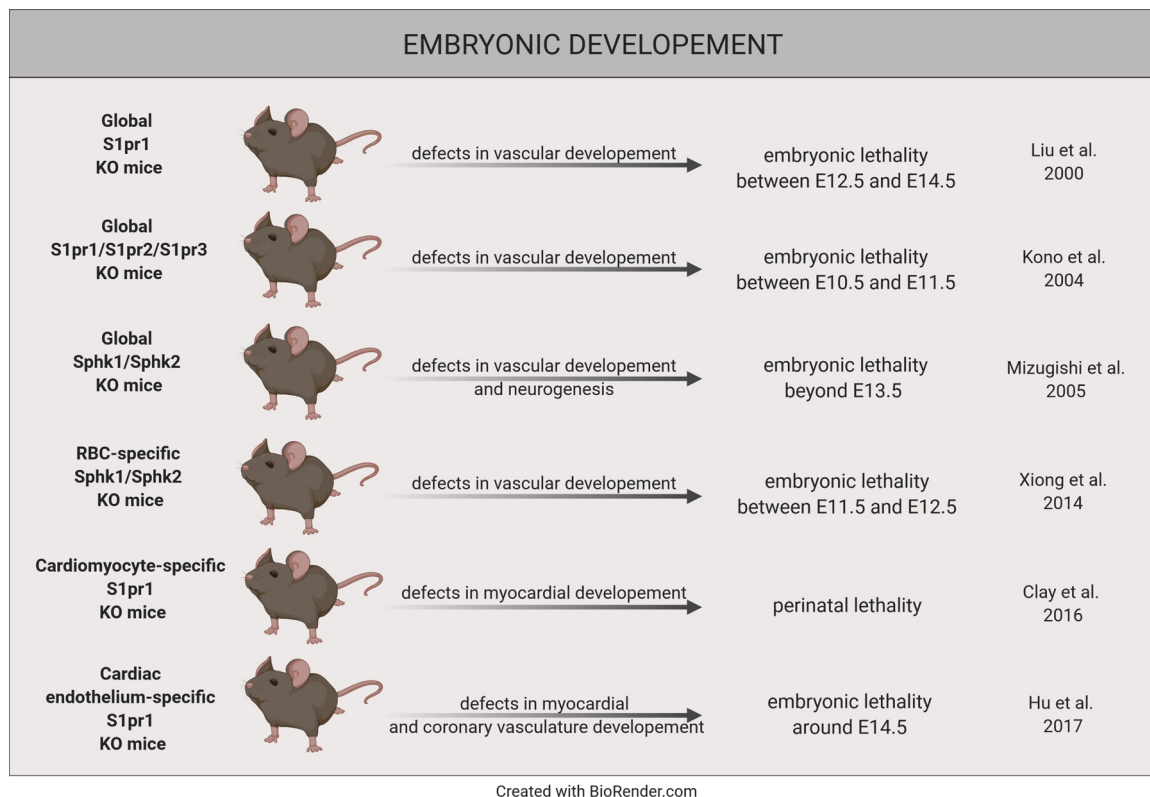 EMBRYONIC DEVELOPEMENT
Global
S1pr1
KO mice
defects in vascular developement
embryonic lethality
between E12.5 and E14.5
Liu et al.
2000
Global
S1pr1/S1pr2/S1pr3
KO mice
defects in vascular developement
embryonic lethality
between E10.5 and E11.5
Kono et al.
2004
Global
Sphk1/Sphk2
KO mice
defects in vascular developement
and neurogenesis
embryonic lethality
beyond E13.5
Mizugishi et al.
2005
RBC-specific
Sphk1/Sphk2
KO mice
defects in vascular developement
embryonic lethality
between E11.5 and E12.5
Xiong et al.
2014
Cardiomyocyte-specific
S1pr1
KO mice
defects in myocardial developement
perinatal lethality
Clay et al.
2016
Cardiac
endothelium-specific
S1pr1
KO mice
defects in myocardial
and coronary vasculature developement
embryonic lethality
around E14.5
Hu et al.
2017
Created with BioRender.com